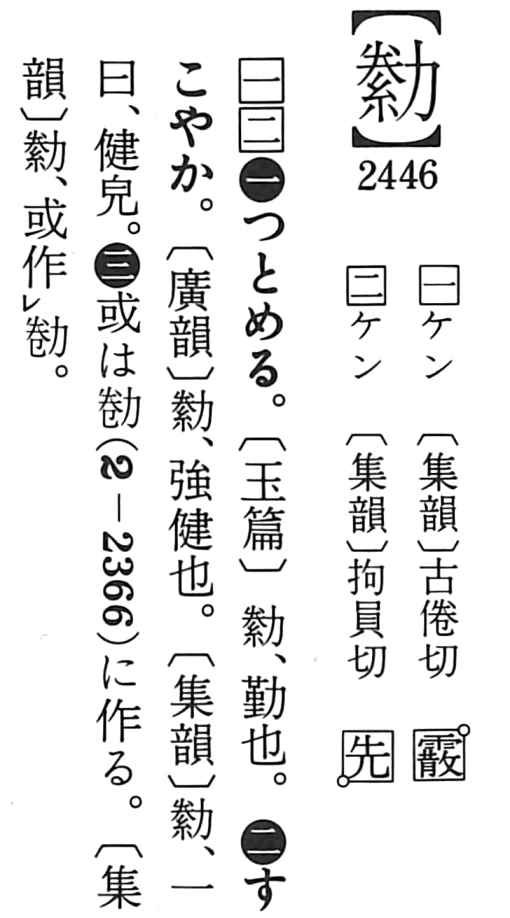 【勬】2446
一ケン 〔集韻〕古倦切 霰
二ケン 〔集韻〕拘員切 先
一二❶つとめる。〔玉篇〕勬、勤也。❷す
こやか。〔廣韻〕勬、強健也。〔集韻〕勬、一
曰、健皃。❸或は勌(2―2366)に作る。〔集
韻〕勬、或作㆑勌。